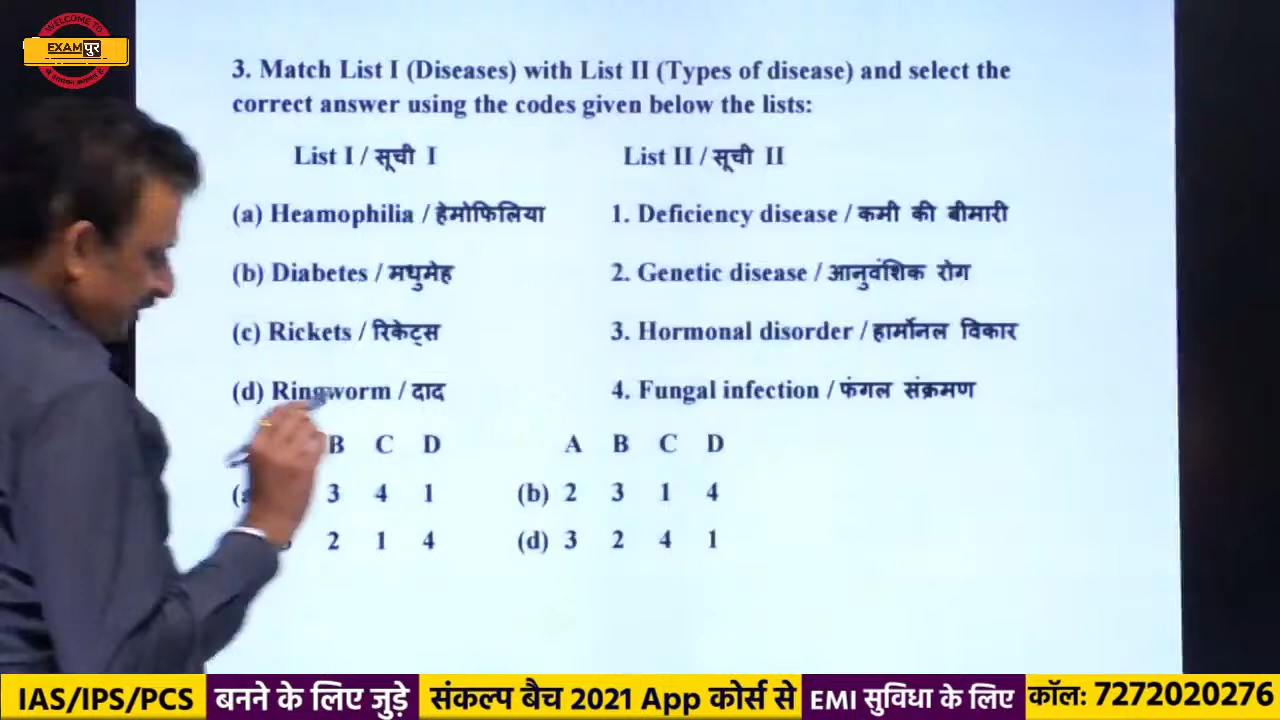 WELCOME TO
EXAMपुर
3. Match List I (Diseases) with List II (Types of disease) and select the
correct answer using the codes given below the lists:
List I / सूची I List II / सूची II
(a) Heamophilia / हेमोफिलिया 1. Deficiency disease / कमी की बीमारी
(b) Diabetes / मधुमेह 2. Genetic disease / आनुवंशिक रोग
(c) Rickets / रिकेट्स 3. Hormonal disorder / हार्मोनल विकार
(d) Ringworm / दाद 4. Fungal infection / फंगल संक्रमण
B C D A B C D
3 4 1 (b) 2 3 1 4
2 1 4 (d) 3 2 4 1
IAS/IPS/PCS बनने के लिए जुड़े संकल्प बैच 2021 App कोर्स से EMI सुविधा के लिए कॉल: 7272020276